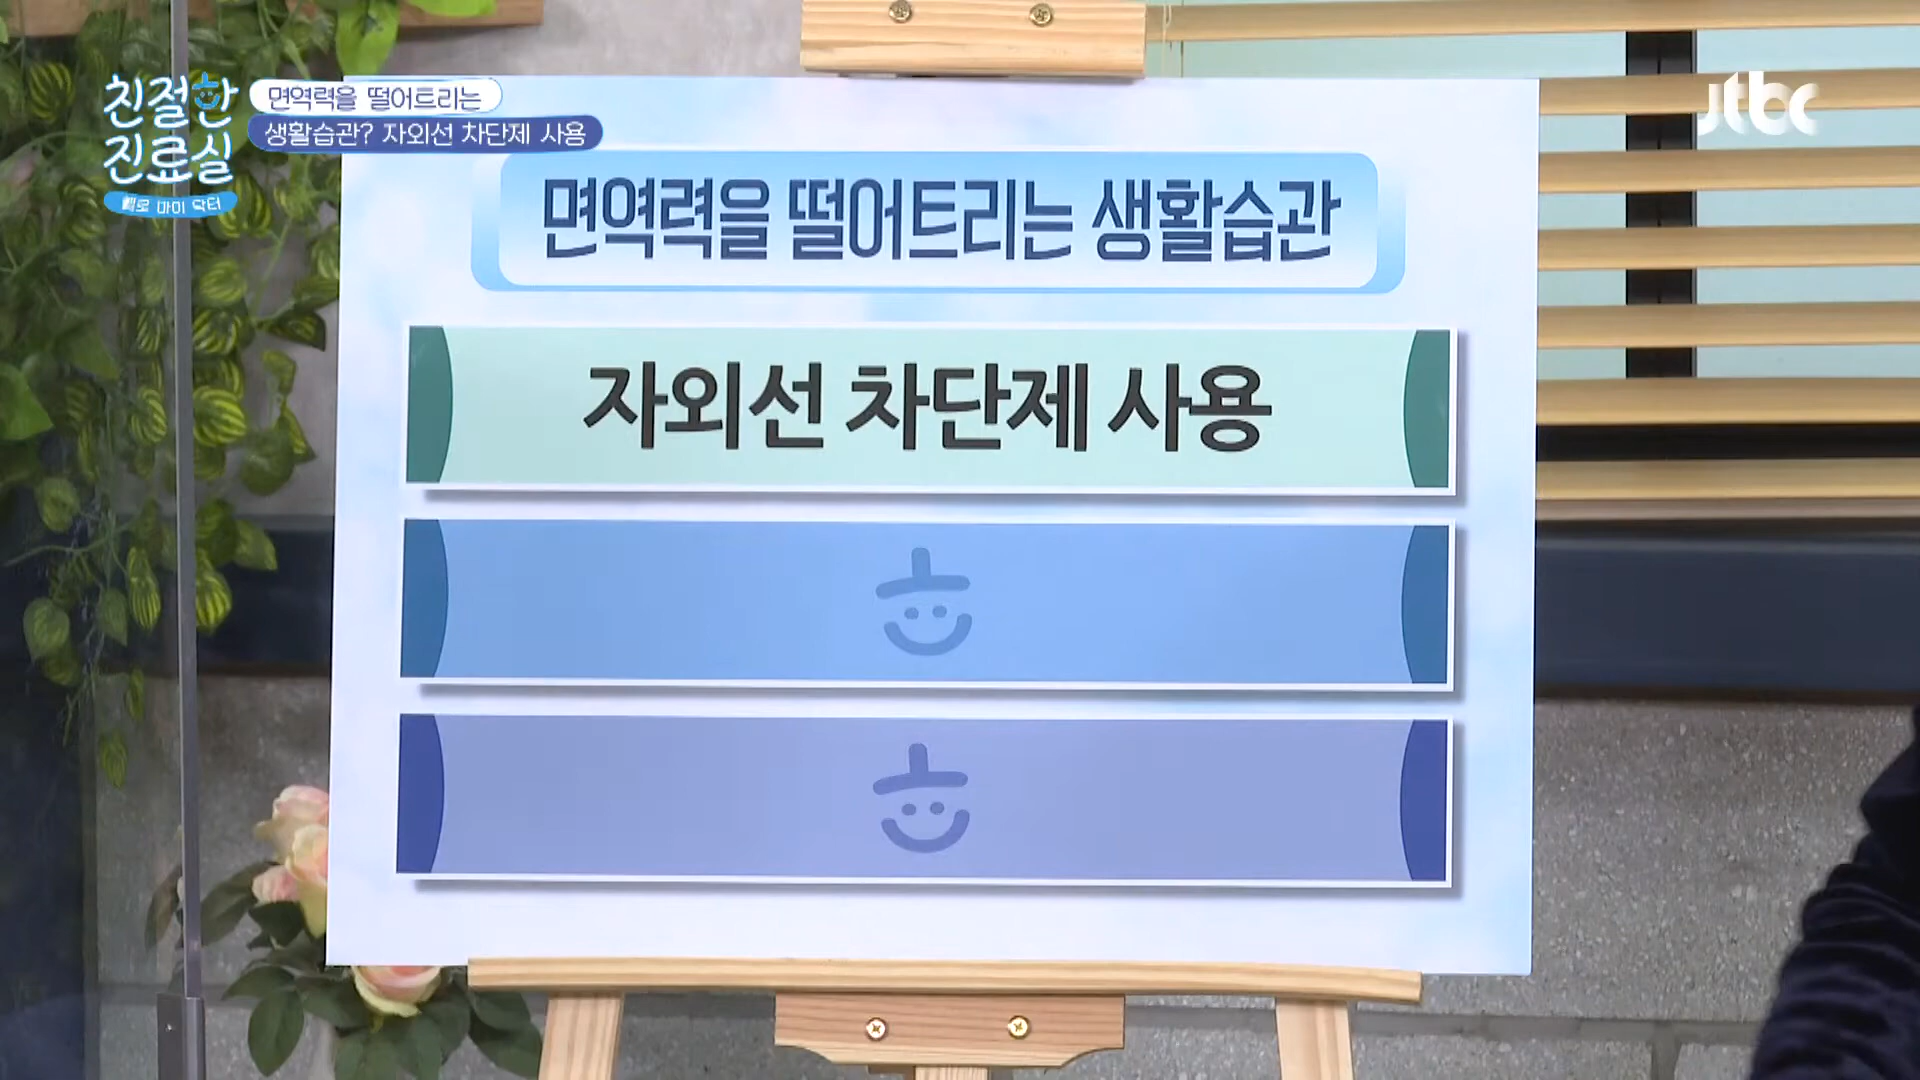 친절한
진료실
헬로 마이 닥터
면역력을 떨어트리는
생활습관? 자외선 차단제 사용
jtbc
면역력을 떨어트리는 생활습관
자외선 차단제 사용